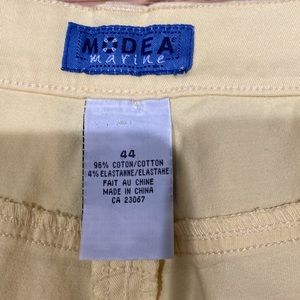 MODEA
marine
44
96% COTON/COTTON
4% ELASTANNE/ELASTANE
FAIT AU CHINE
MADE IN CHINA
CA 23067